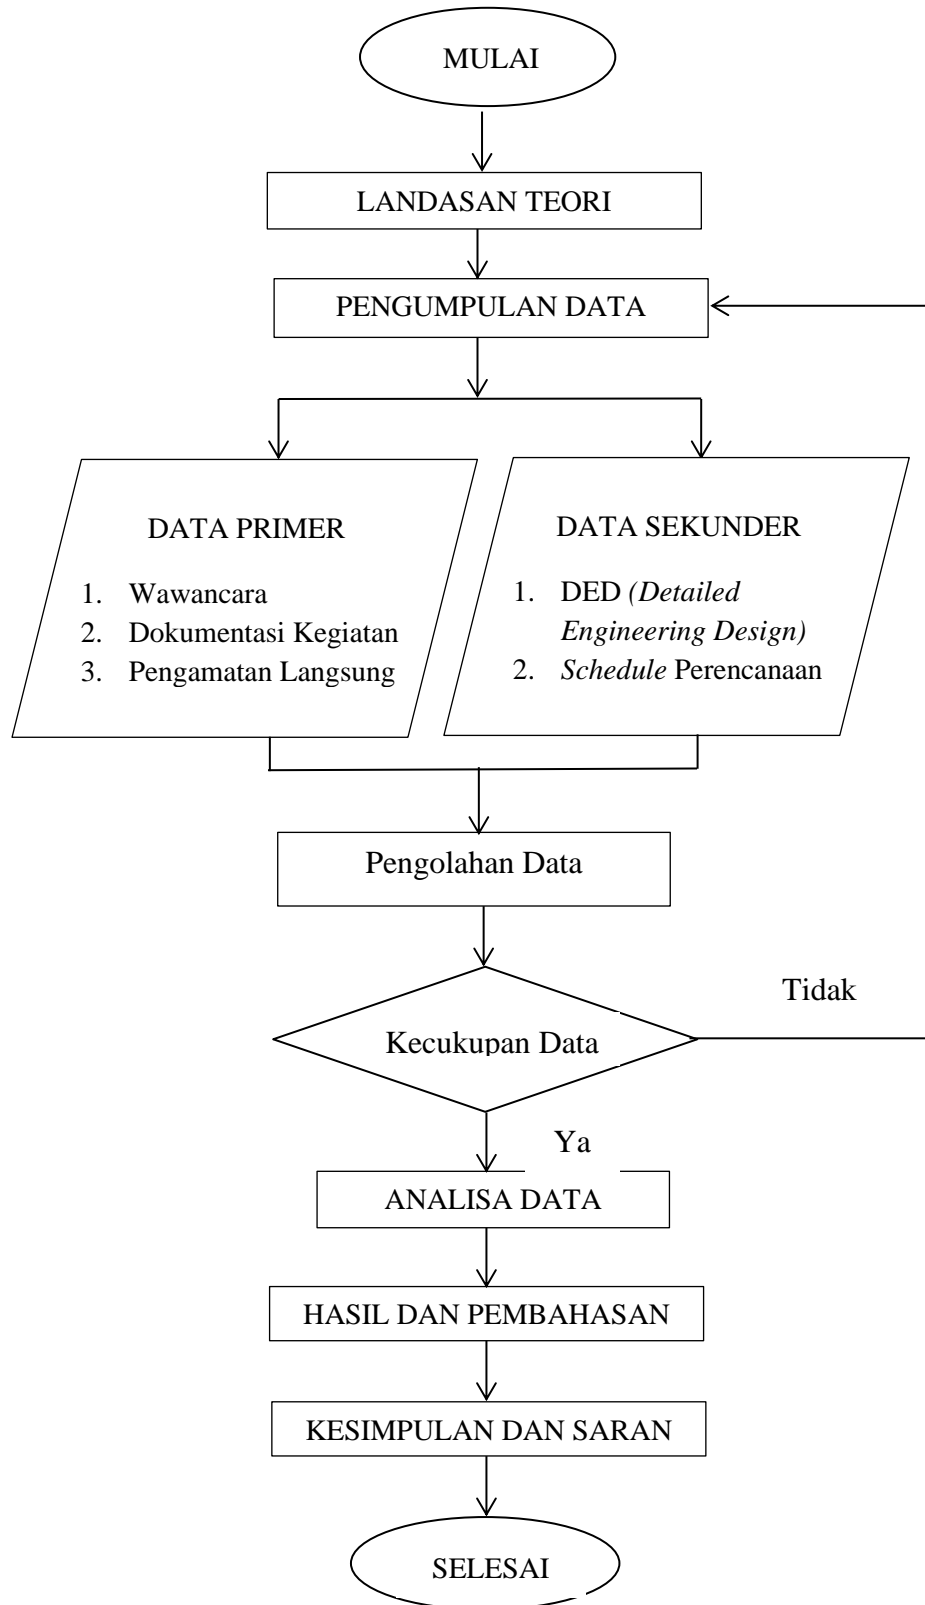 MULAI
LANDASAN TEORI
PENGUMPULAN DATA
DATA PRIMER
1. Wawancara
2. Dokumentasi Kegiatan
3. Pengamatan Langsung
DATA SEKUNDER
1. DED (Detailed
Engineering Design)
2. Schedule Perencanaan
Pengolahan Data
Tidak
Kecukupan Data
Ya
ANALISA DATA
HASIL DAN PEMBAHASAN
KESIMPULAN DAN SARAN
SELESAI